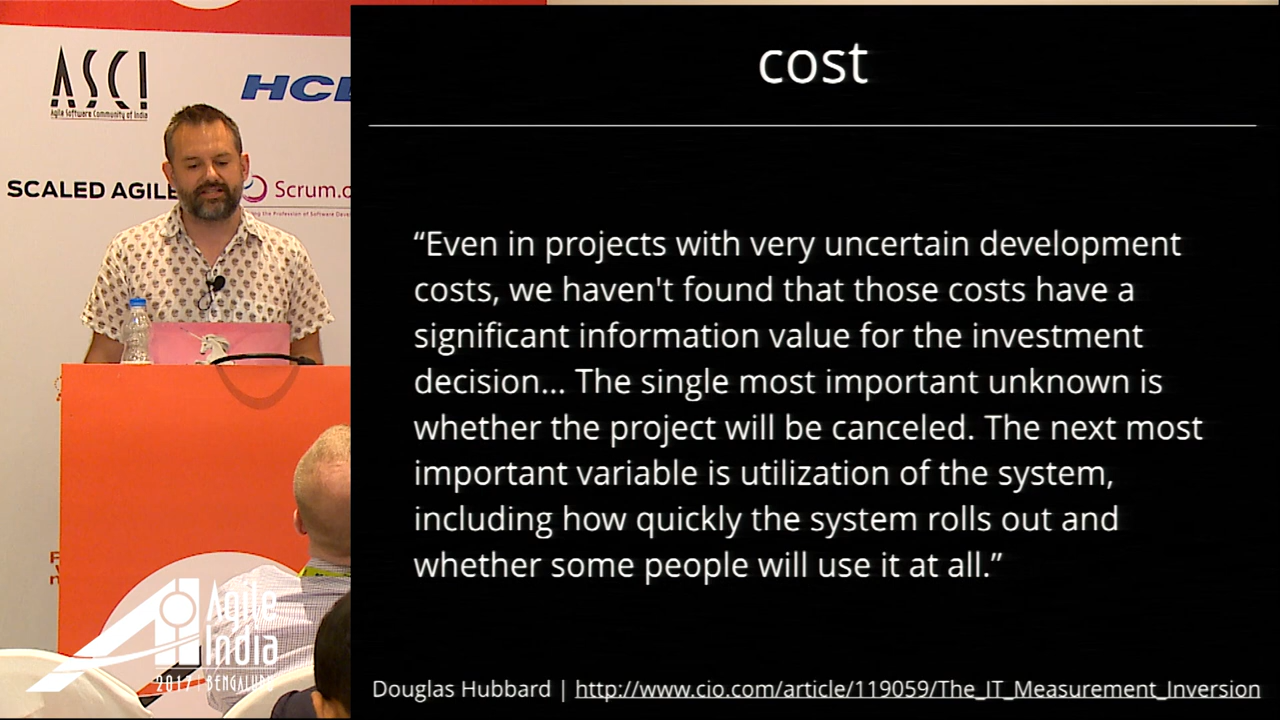 cost
“Even in projects with very uncertain development
costs, we haven't found that those costs have a
significant information value for the investment
decision... The single most important unknown is
whether the project will be canceled. The next most
important variable is utilization of the system,
including how quickly the system rolls out and
whether some people will use it at all.”
Douglas Hubbard | http://www.cio.com/article/119059/The_IT_Measurement_Inversion
ASCI
Agile Software Community of India
HCL
SCALED AGILE
Scrum.o
Agile
India
2017 | BENGALURU